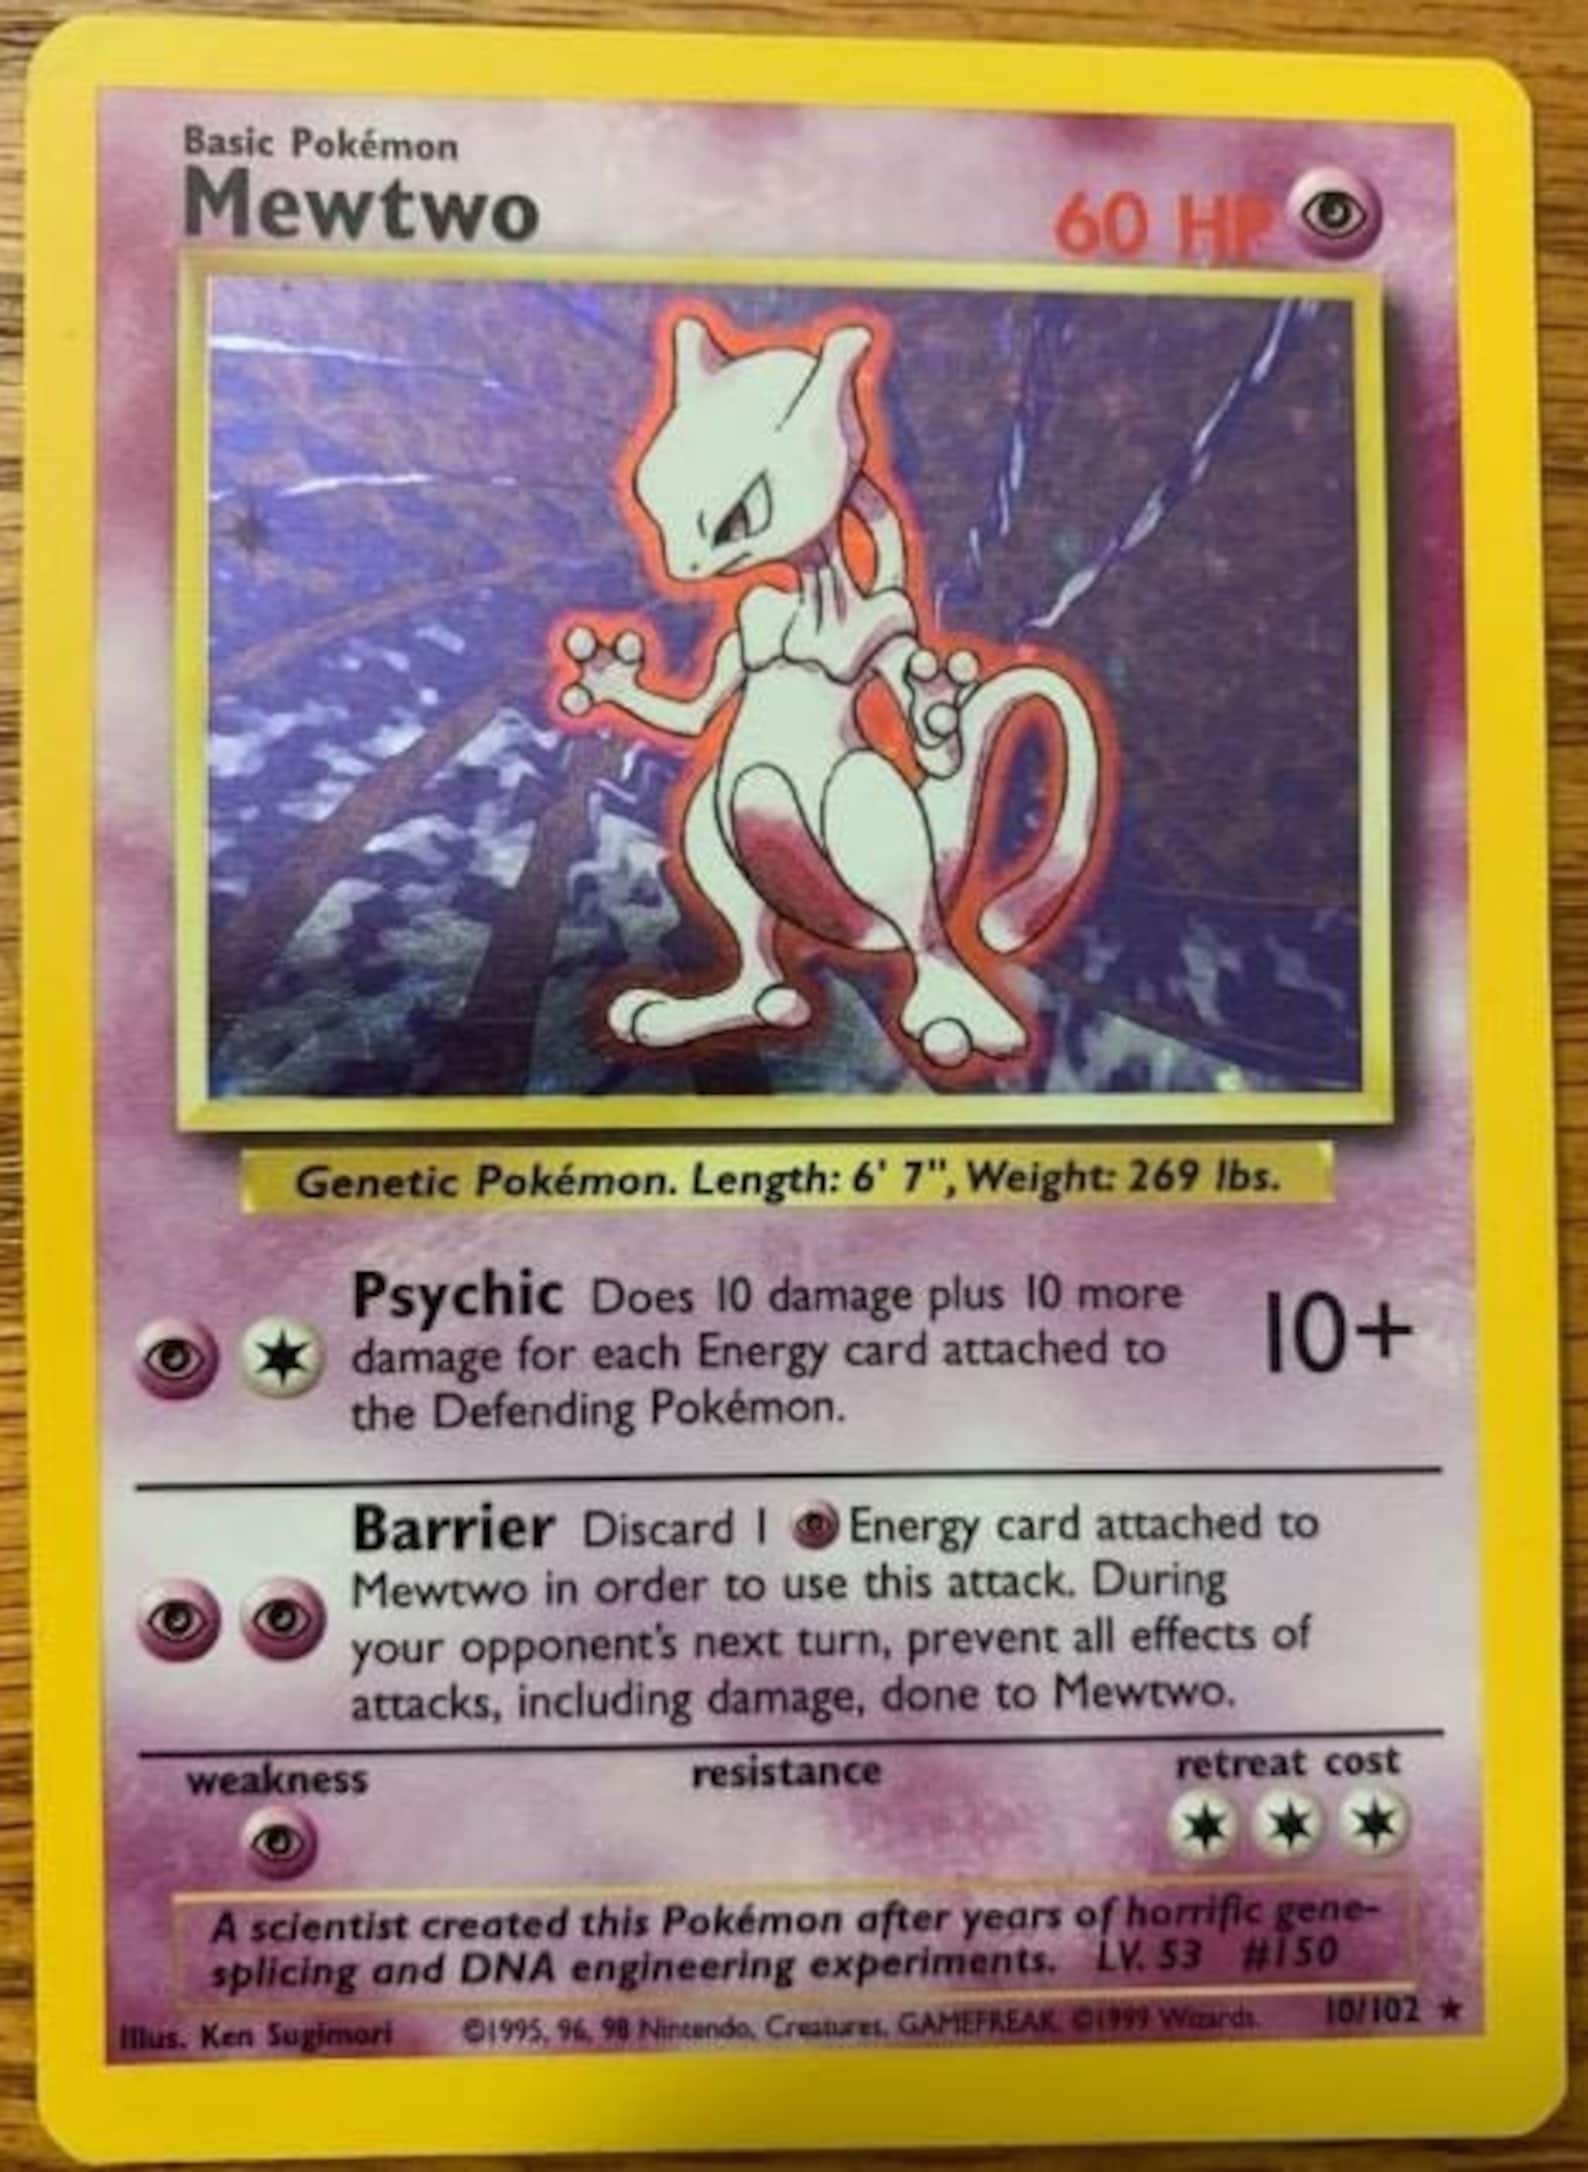 Basic Pokémon
Mewtwo
60 HP
Genetic Pokémon. Length: 6' 7", Weight: 269 lbs.
Psychic Does 10 damage plus 10 more
damage for each Energy card attached to
the Defending Pokémon.
10+
Barrier Discard 1 Energy card attached to
Mewtwo in order to use this attack. During
your opponent's next turn, prevent all effects of
attacks, including damage, done to Mewtwo.
weakness
resistance
retreat cost
A scientist created this Pokémon after years of horrific gene-
splicing and DNA engineering experiments. LV. 53 #150
Illus. Ken Sugimori
©1995, 96, 98 Nintendo, Creatures, GAMEFREAK. ©1999 Wizards.
10/102 ★